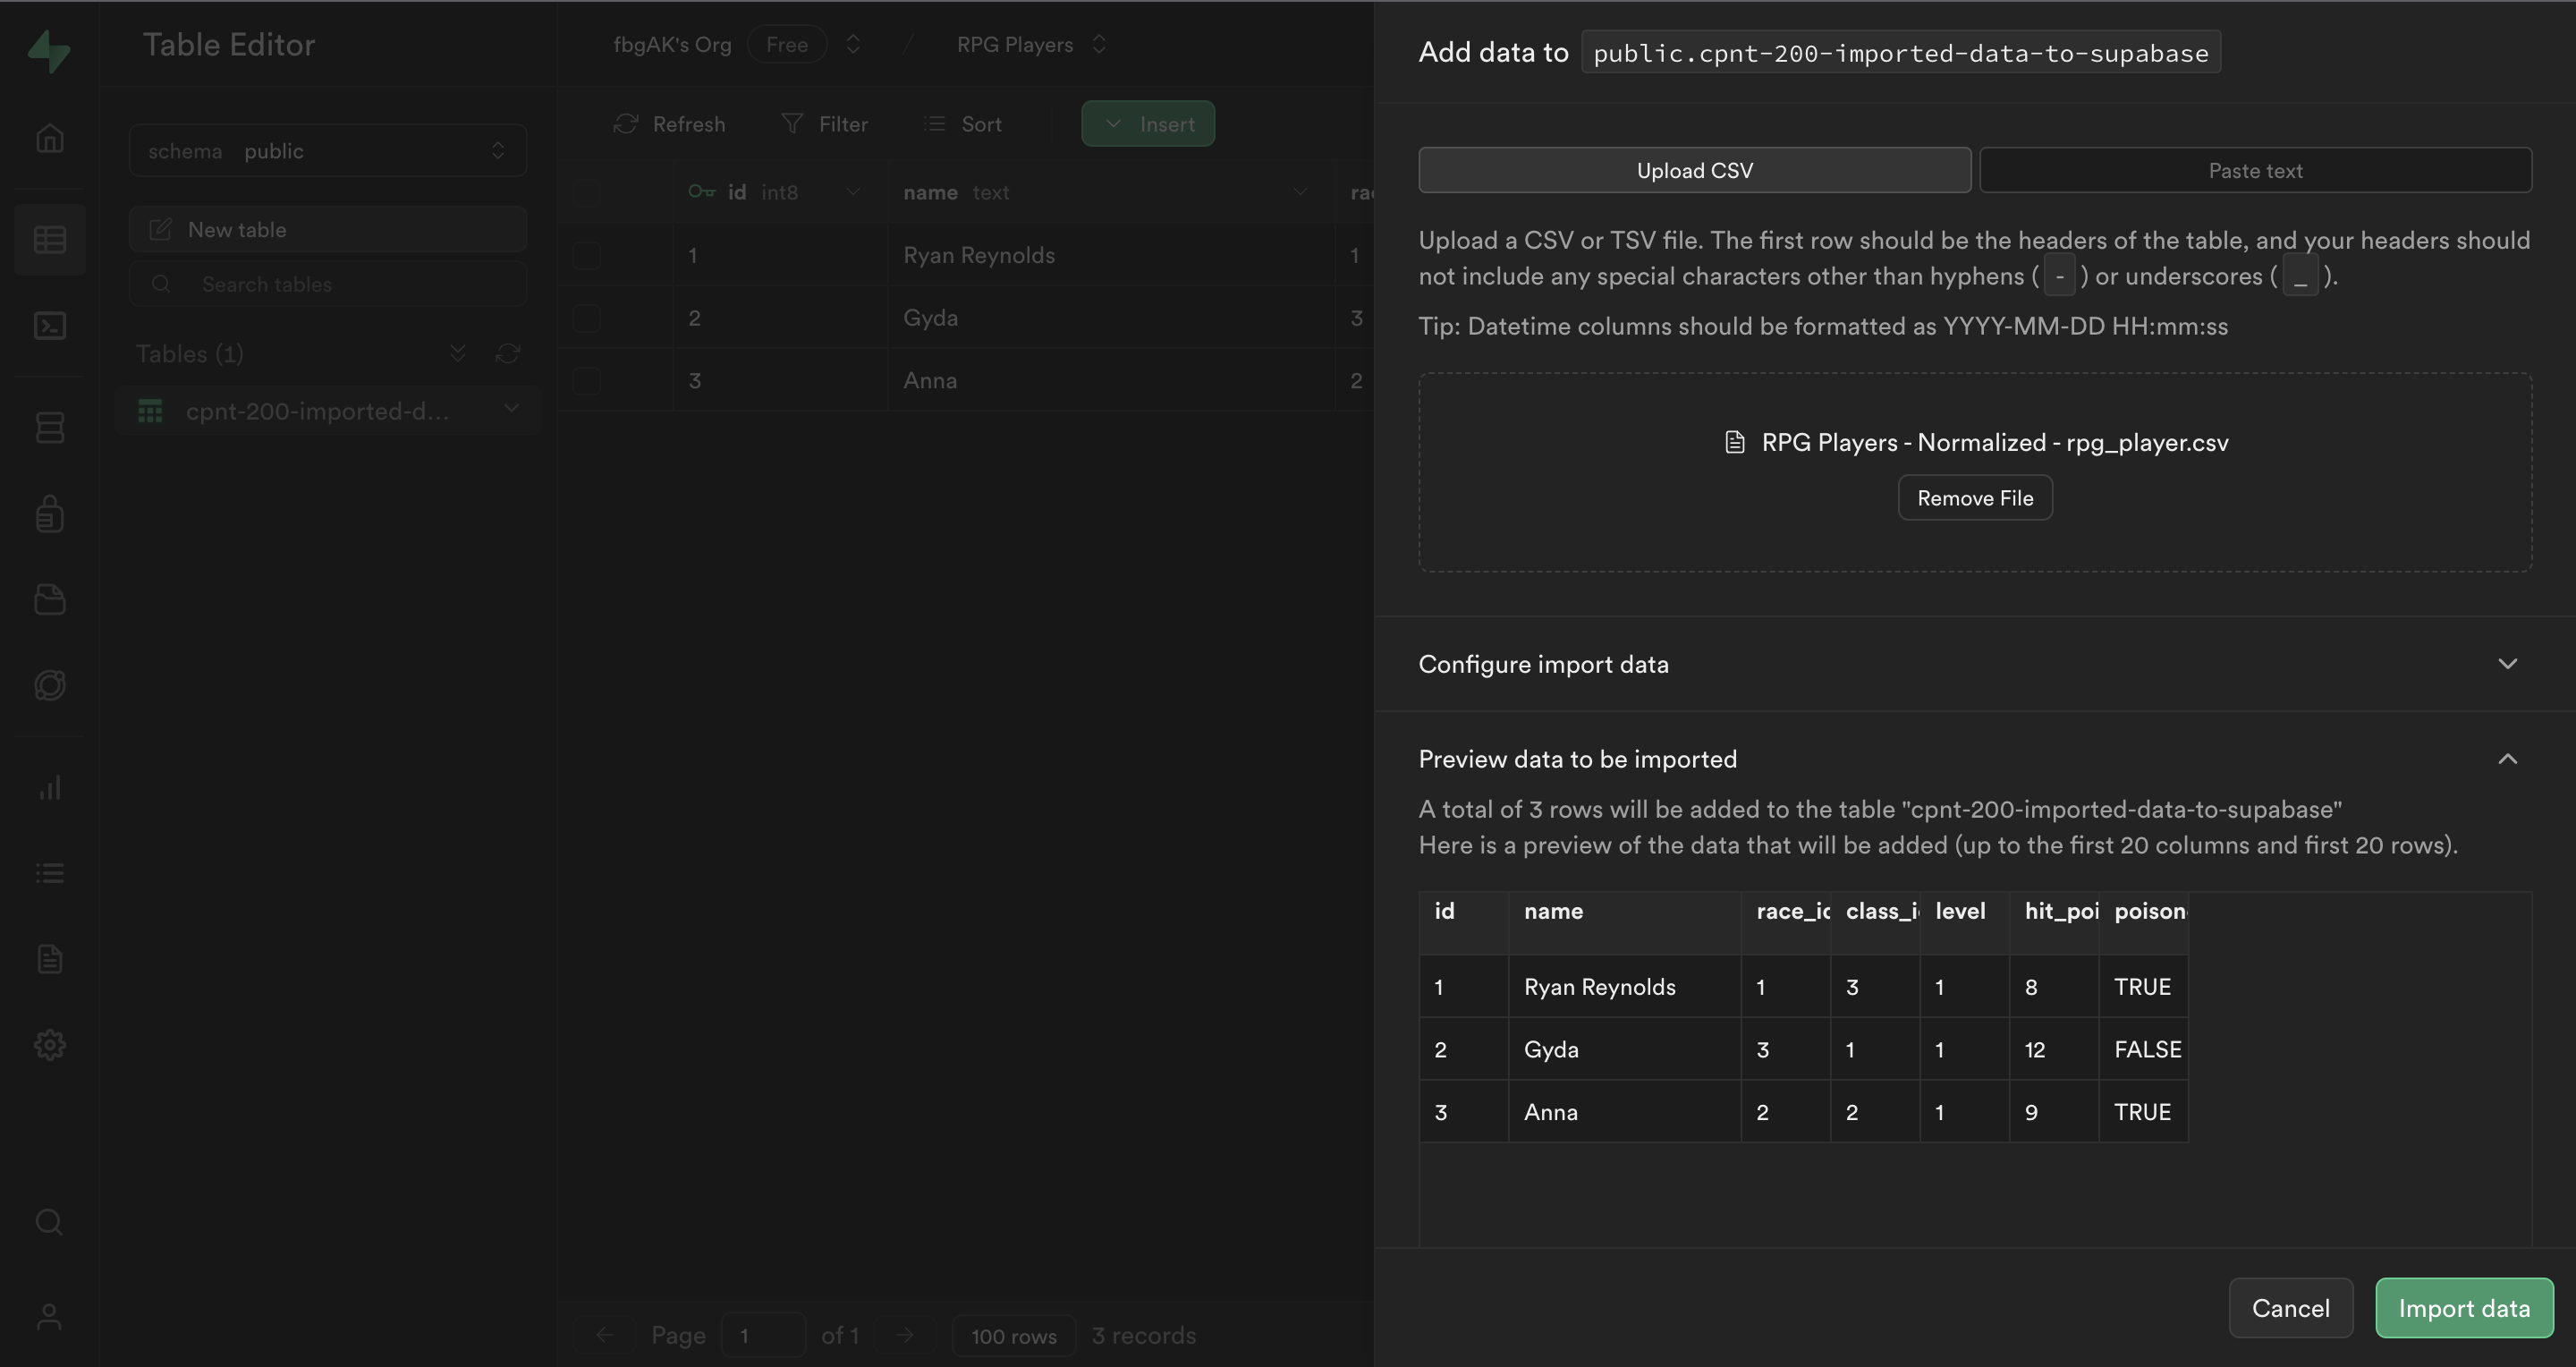 Table Editor
schema public
New table
Search tables
Tables (1)
cpnt-200-imported-d...
fbgAK's Org Free / RPG Players
Refresh Filter Sort Insert
id int8 name text
1 Ryan Reynolds 1
2 Gyda 3
3 Anna 2
Page 1 of 1 100 rows 3 records
Add data to public.cpnt-200-imported-data-to-supabase
Upload CSV Paste text
Upload a CSV or TSV file. The first row should be the headers of the table, and your headers should
not include any special characters other than hyphens ( - ) or underscores ( _ ).
Tip: Datetime columns should be formatted as YYYY-MM-DD HH:mm:ss
RPG Players - Normalized - rpg_player.csv
Remove File
Configure import data
Preview data to be imported
A total of 3 rows will be added to the table "cpnt-200-imported-data-to-supabase"
Here is a preview of the data that will be added (up to the first 20 columns and first 20 rows).
id name level
1 Ryan Reynolds 1 3 1 8 TRUE
2 Gyda 3 1 1 12 FALSE
3 Anna 2 2 1 9 TRUE
Cancel Import data